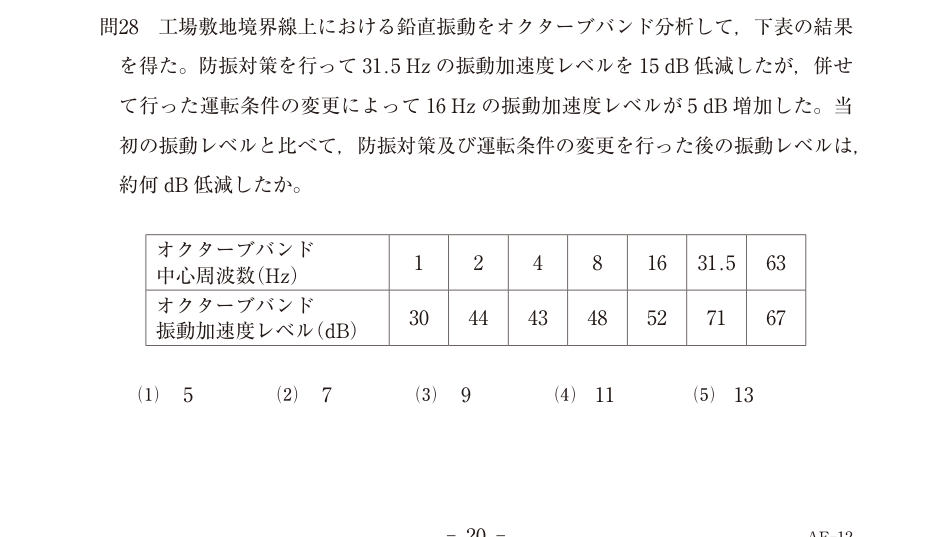 問28　工場敷地境界線上における鉛直振動をオクターブバンド分析して，下表の結果
を得た。防振対策を行って 31.5 Hz の振動加速度レベルを 15 dB 低減したが，併せ
て行った運転条件の変更によって 16 Hz の振動加速度レベルが 5 dB 増加した。当
初の振動レベルと比べて，防振対策及び運転条件の変更を行った後の振動レベルは，
約何 dB 低減したか。
オクターブバンド
中心周波数(Hz) 1 2 4 8 16 31.5 63
オクターブバンド
振動加速度レベル(dB) 30 44 43 48 52 71 67
⑴ 5 ⑵ 7 ⑶ 9 ⑷ 11 ⑸ 13
− 20 −